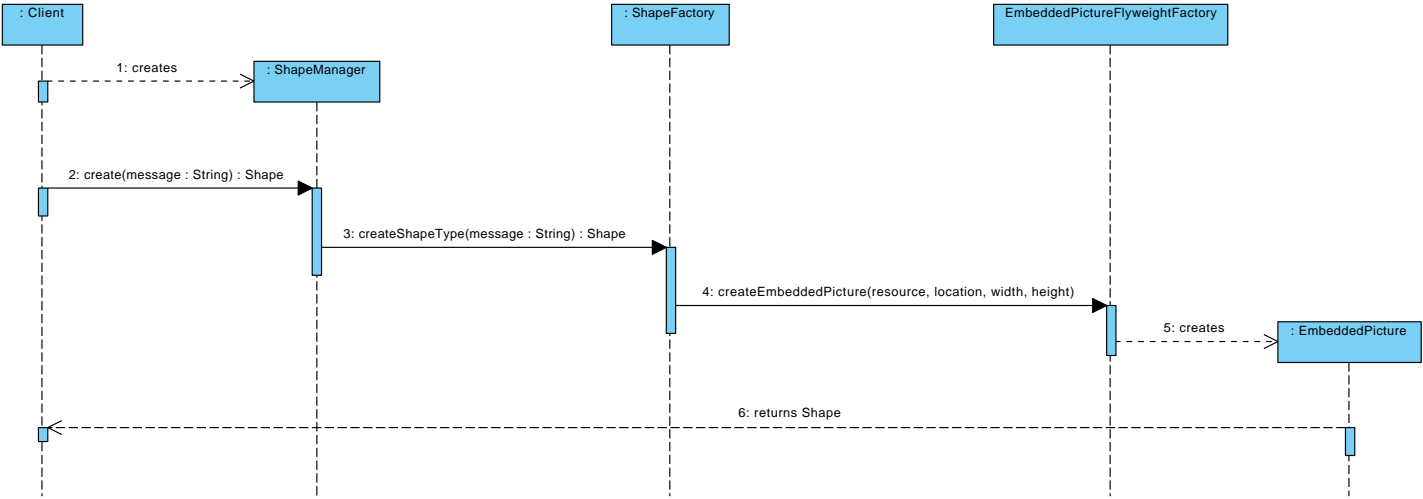 : Client
: ShapeFactory
EmbeddedPictureFlyweightFactory
1: creates
: ShapeManager
2: create(message : String) : Shape
3: createShapeType(message : String) : Shape
4: createEmbeddedPicture(resource, location, width, height)
5: creates
: EmbeddedPicture
6: returns Shape